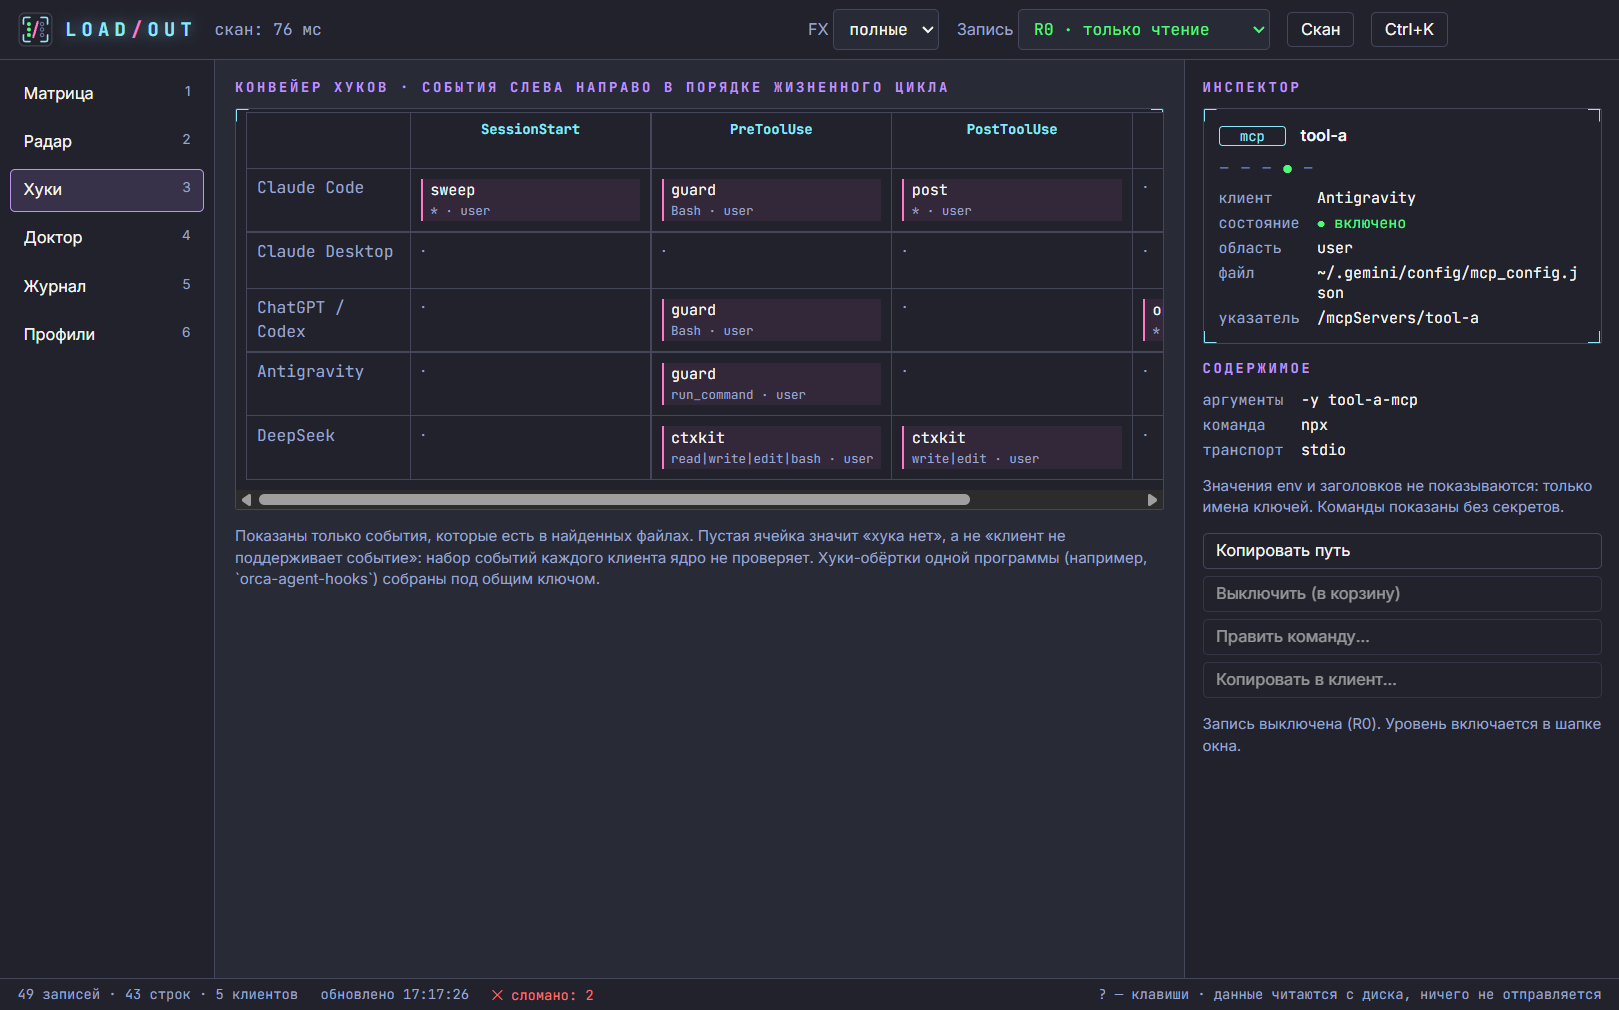 LOAD/OUT скан: 76 мс FX полные Запись R0 · только чтение Скан Ctrl+K
Матрица 1
Радар 2
Хуки 3
Доктор 4
Журнал 5
Профили 6
КОНВЕЙЕР ХУКОВ · СОБЫТИЯ СЛЕВА НАПРАВО В ПОРЯДКЕ ЖИЗНЕННОГО ЦИКЛА
SessionStart PreToolUse PostToolUse
Claude Code sweep guard post ·
* · user Bash · user * · user
Claude Desktop · · · ·
ChatGPT / · guard · o
Codex Bash · user *
Antigravity · guard · ·
run_command · user
DeepSeek · ctxkit ctxkit ·
read|write|edit|bash · user write|edit · user
Показаны только события, которые есть в найденных файлах. Пустая ячейка значит «хука нет», а не «клиент не
поддерживает событие»: набор событий каждого клиента ядро не проверяет. Хуки-обёртки одной программы (например,
`orca-agent-hooks`) собраны под общим ключом.
ИНСПЕКТОР
mcp tool-a
— — — ● —
клиент Antigravity
состояние ● включено
область user
файл ~/.gemini/config/mcp_config.j
son
указатель /mcpServers/tool-a
СОДЕРЖИМОЕ
аргументы -y tool-a-mcp
команда npx
транспорт stdio
Значения env и заголовков не показываются: только
имена ключей. Команды показаны без секретов.
Копировать путь
Выключить (в корзину)
Править команду...
Копировать в клиент...
Запись выключена (R0). Уровень включается в шапке
окна.
49 записей · 43 строк · 5 клиентов обновлено 17:17:26 ✕ сломано: 2 ? — клавиши · данные читаются с диска, ничего не отправляется